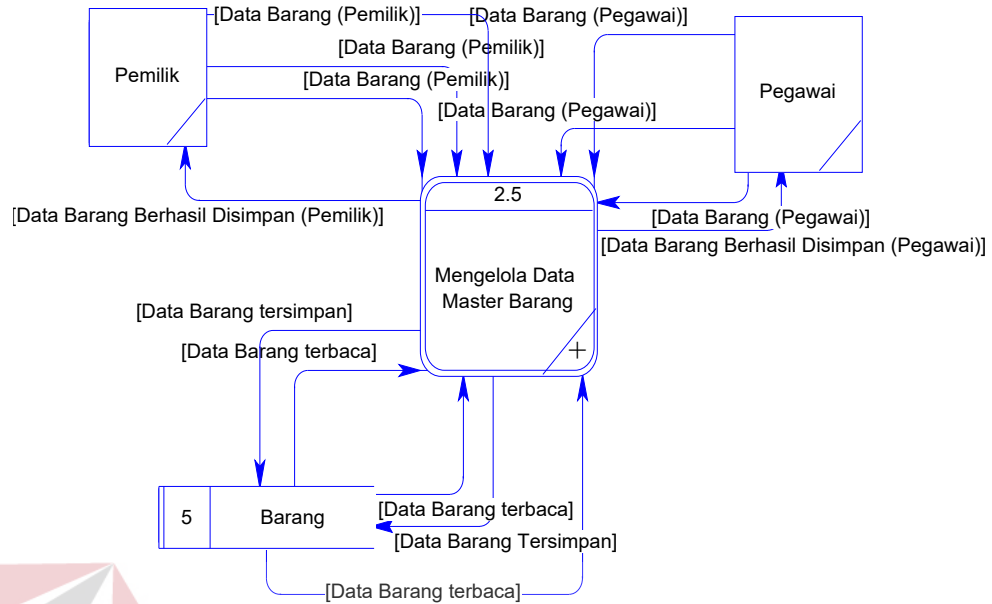 [Data Barang (Pemilik)]
[Data Barang (Pegawai)]
[Data Barang (Pemilik)]
Pemilik
[Data Barang (Pemilik)]
Pegawai
[Data Barang (Pegawai)]
2.5
[Data Barang Berhasil Disimpan (Pemilik)]
[Data Barang (Pegawai)]
[Data Barang Berhasil Disimpan (Pegawai)]
Mengelola Data
Master Barang
[Data Barang tersimpan]
[Data Barang terbaca]
+
[Data Barang terbaca]
5
Barang
[Data Barang Tersimpan]
[Data Barang terbaca]